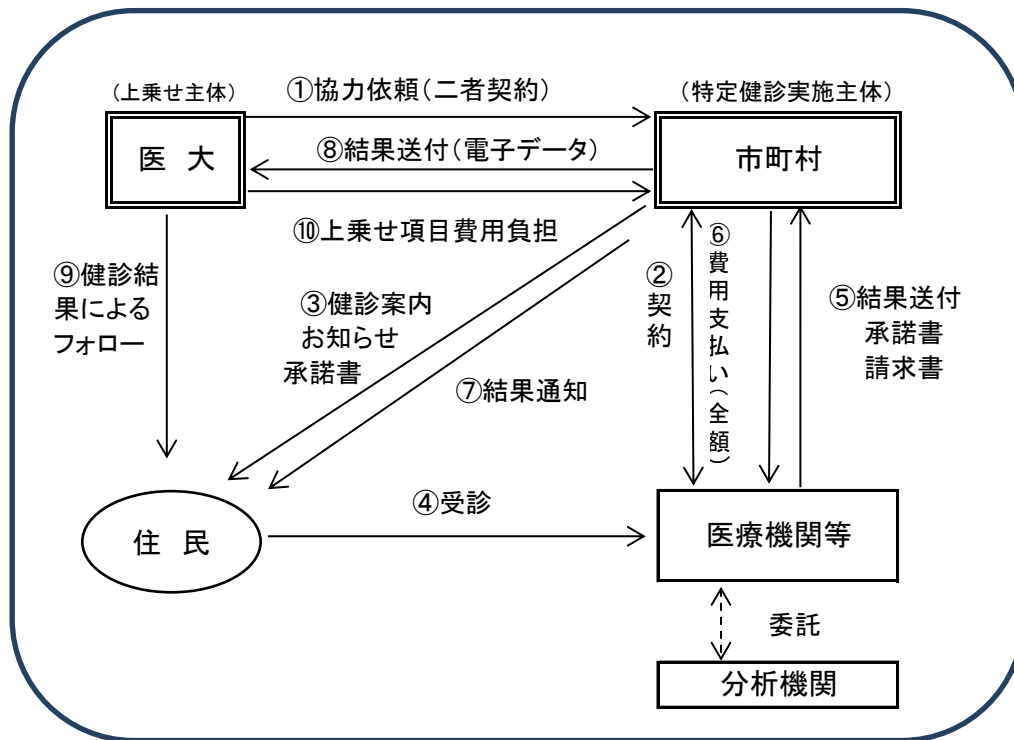 (上乗せ主体)
①協力依頼(二者契約)
(特定健診実施主体)
医 大
⑧結果送付(電子データ)
市町村
⑩上乗せ項目費用負担
⑨健診結
果による
フォロー
③健診案内
お知らせ
承諾書
⑦結果通知
②契約
⑥費用支払い(全額)
⑤結果送付
承諾書
請求書
④受診
住 民
医療機関等
委託
分析機関